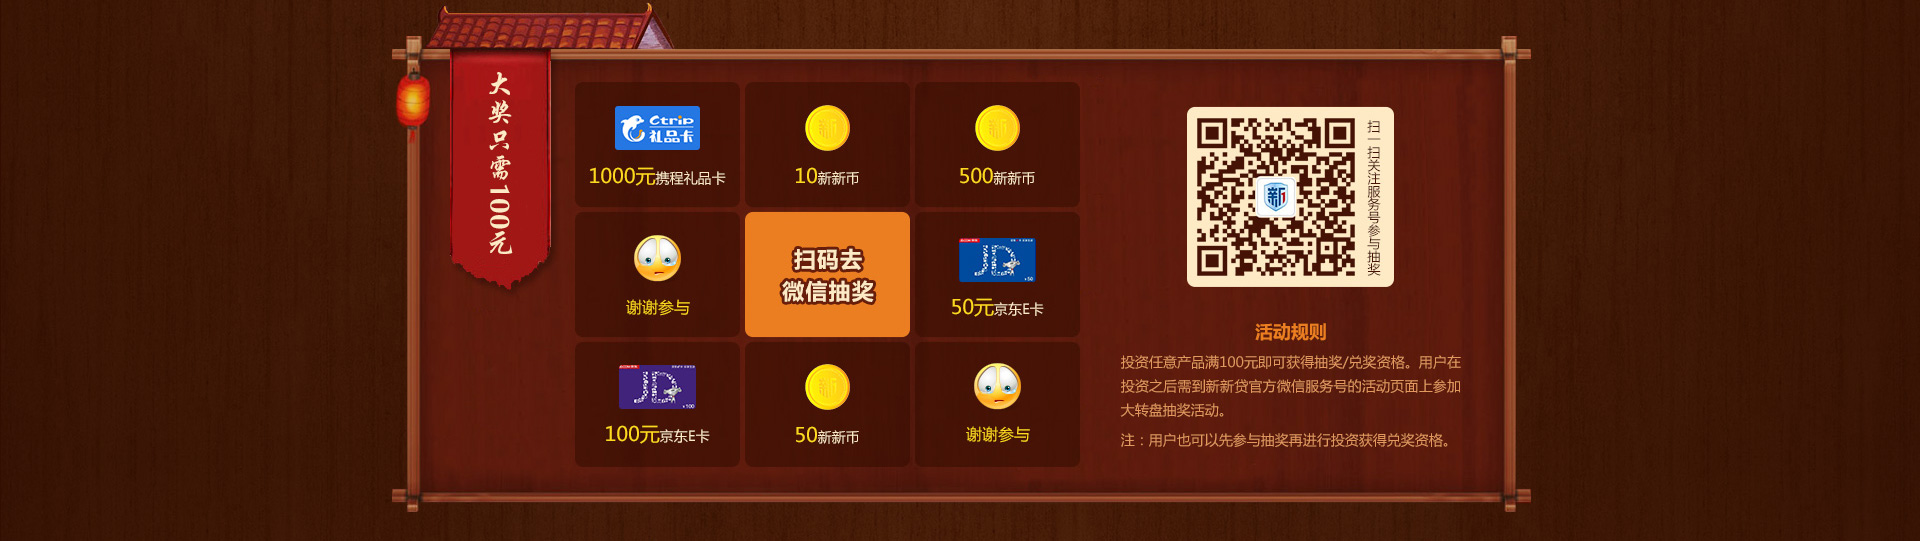 大奖只需100元
Ctrip
礼品卡
1000元携程礼品卡
新
10新新币
新
500新新币
谢谢参与
扫码去
微信抽奖
JD
¥50
50元京东E卡
JD
¥100
100元京东E卡
新
50新新币
谢谢参与
新
扫一扫关注服务号参与抽奖
活动规则
投资任意产品满100元即可获得抽奖/兑奖资格。用户在
投资之后需到新新贷官方微信服务号的活动页面上参加
大转盘抽奖活动。
注：用户也可以先参与抽奖再进行投资获得兑奖资格。